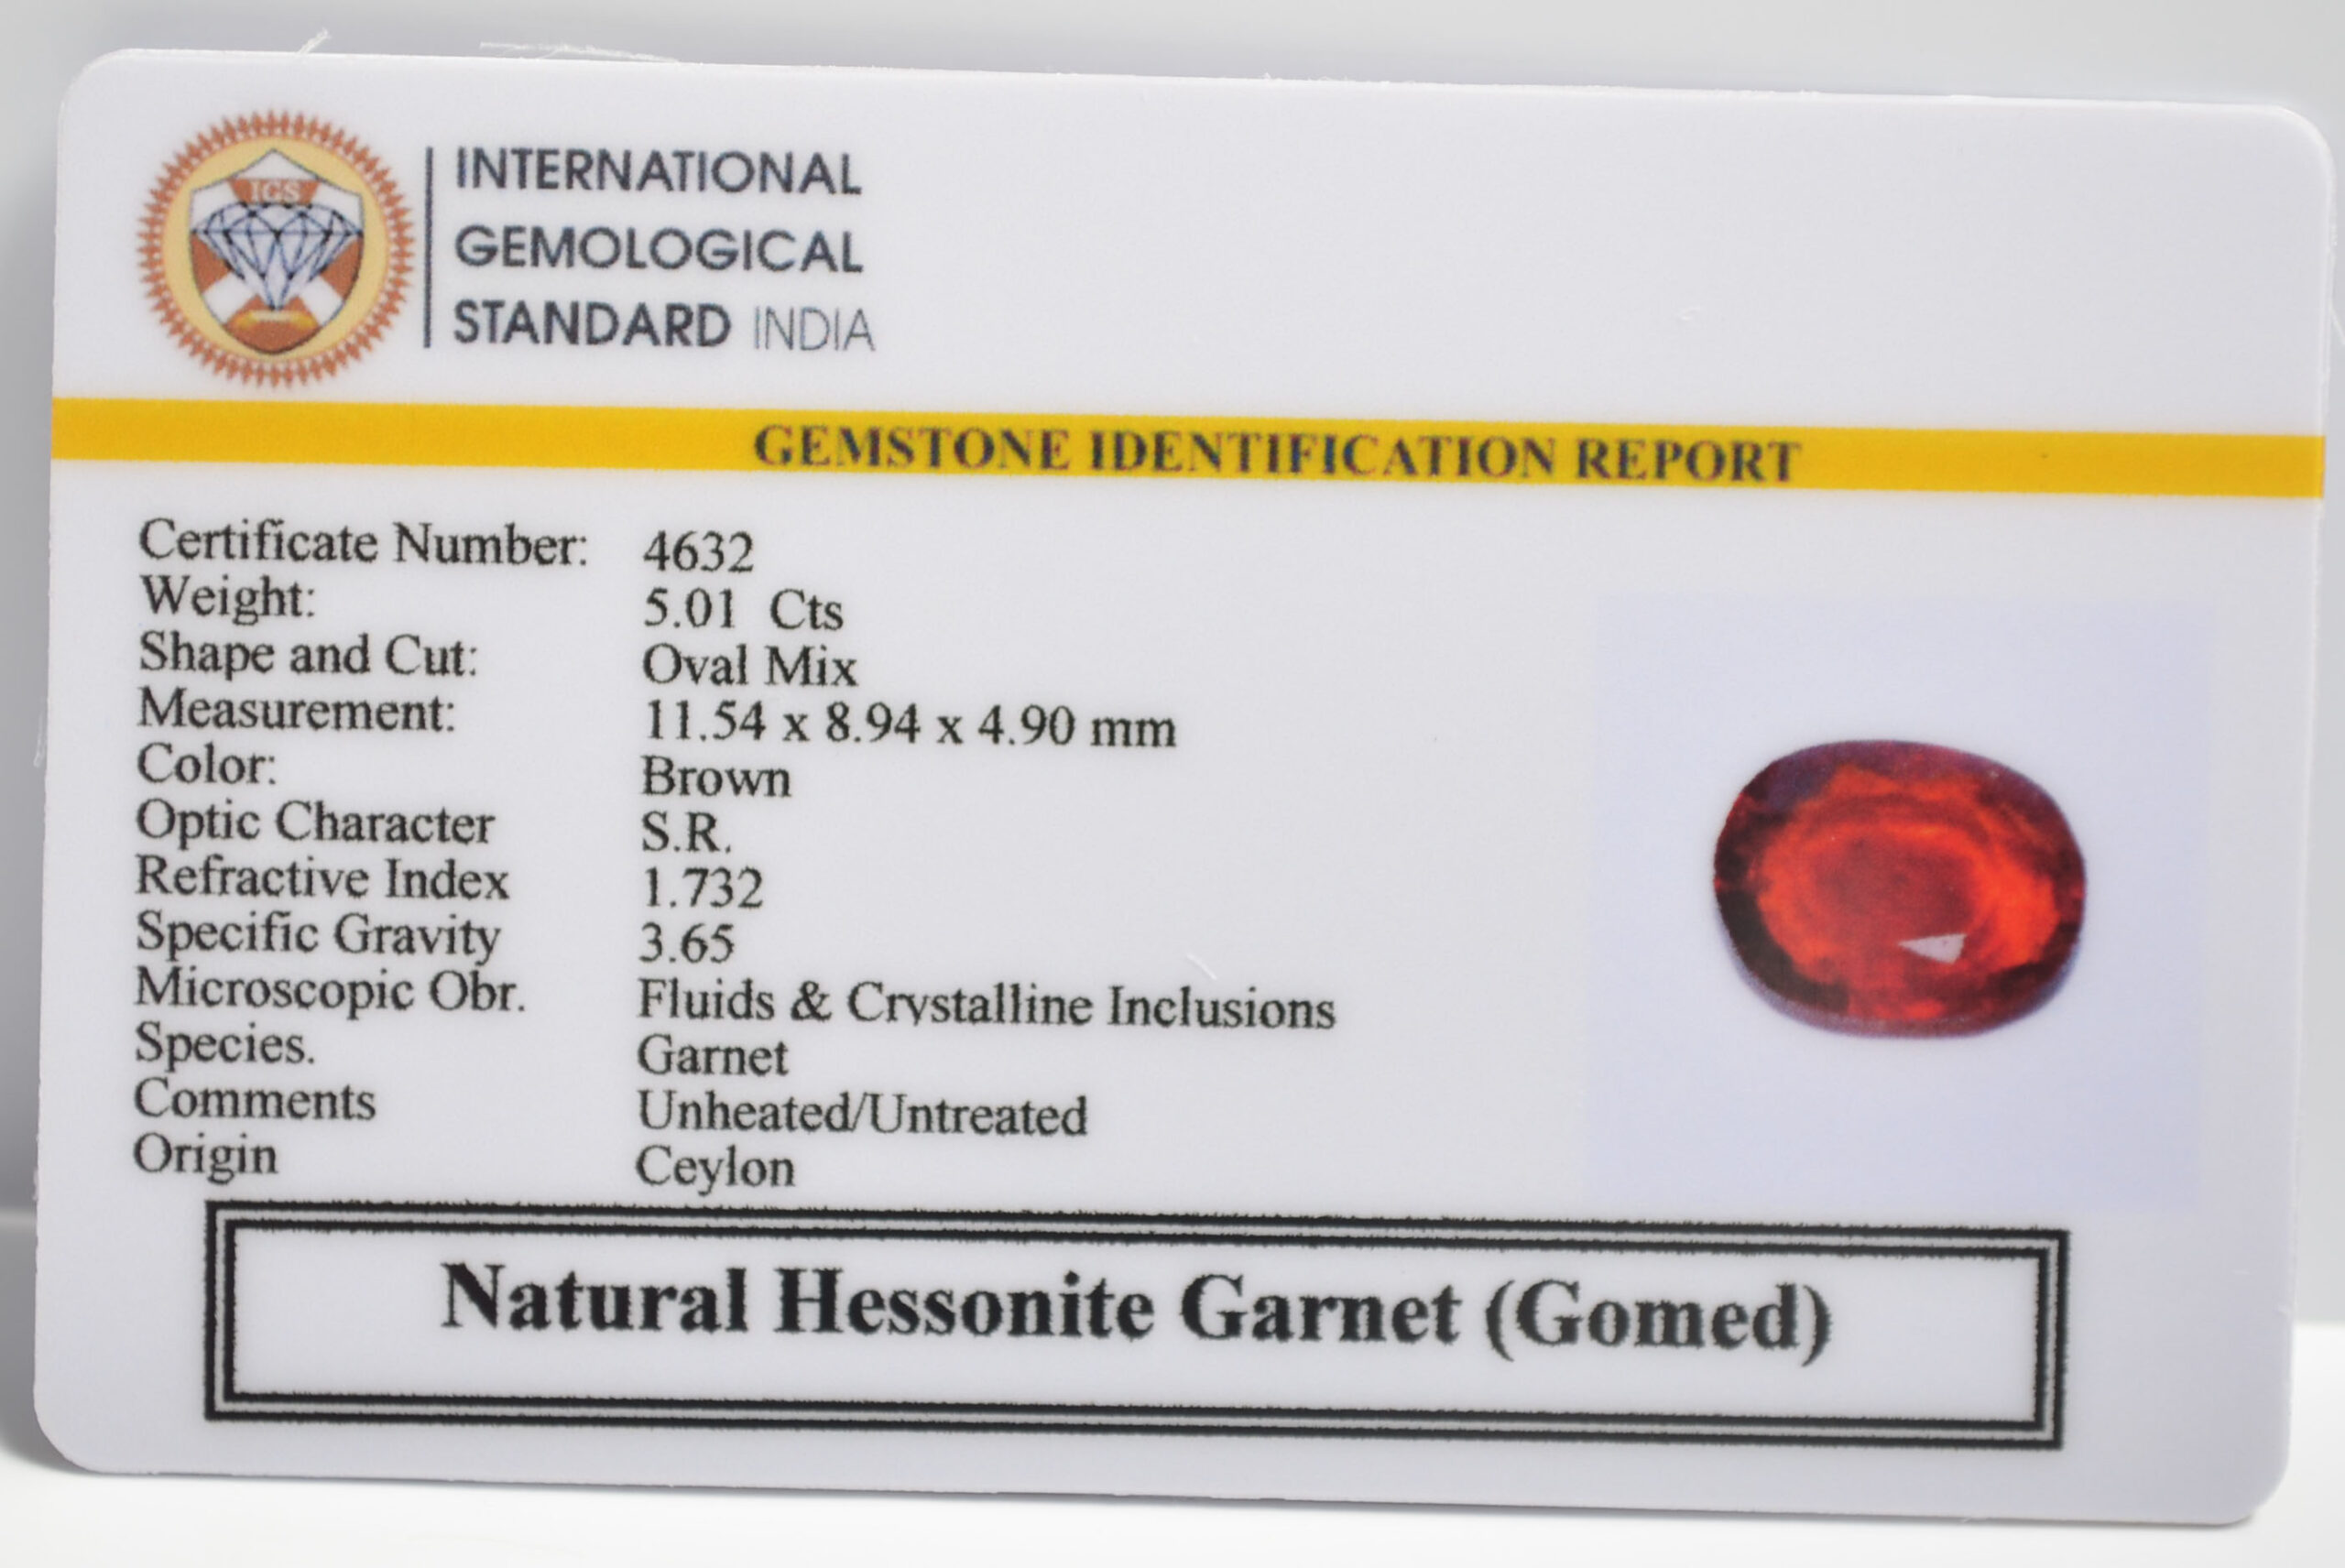 IGS
INTERNATIONAL
GEMOLOGICAL
STANDARD INDIA
GEMSTONE IDENTIFICATION REPORT
Certificate Number: 4632
Weight: 5.01 Cts
Shape and Cut: Oval Mix
Measurement: 11.54 x 8.94 x 4.90 mm
Color: Brown
Optic Character S.R.
Refractive Index 1.732
Specific Gravity 3.65
Microscopic Obr. Fluids & Crystalline Inclusions
Species. Garnet
Comments Unheated/Untreated
Origin Ceylon
Natural Hessonite Garnet (Gomed)